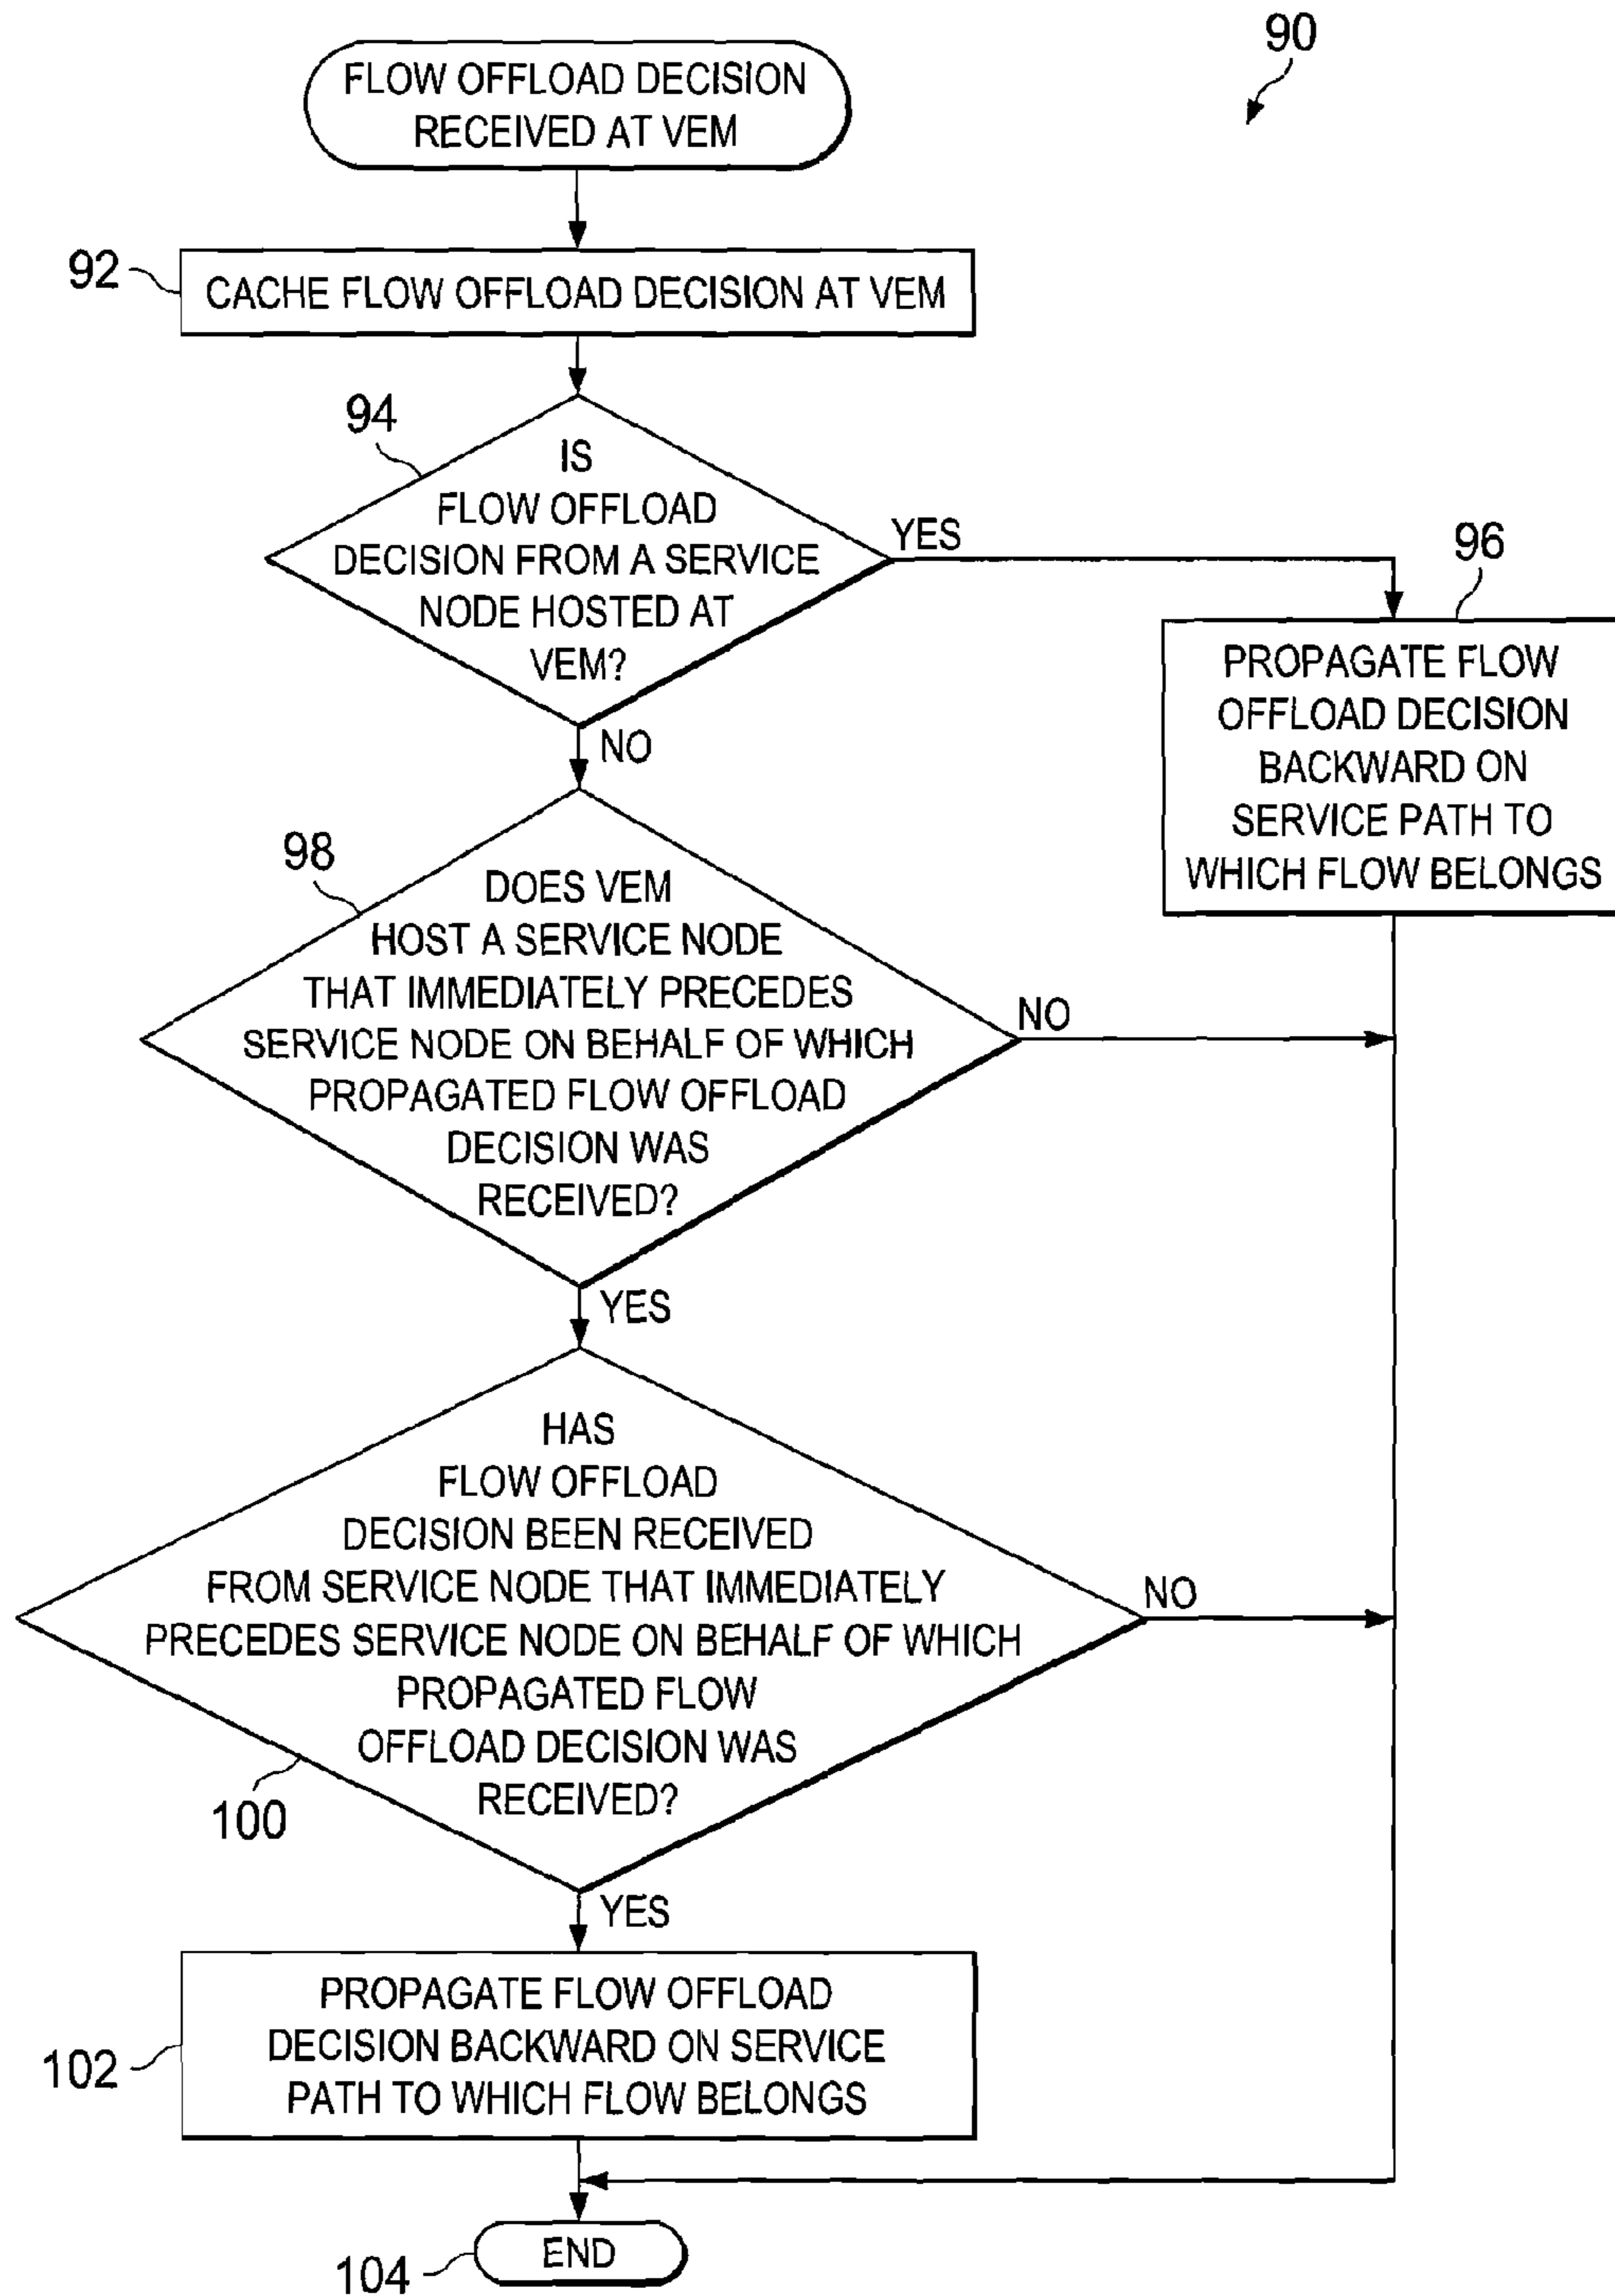 90
FLOW OFFLOAD DECISION
RECEIVED AT VEM
92
CACHE FLOW OFFLOAD DECISION AT VEM
94
IS
FLOW OFFLOAD
DECISION FROM A SERVICE
NODE HOSTED AT
VEM?
YES
96
PROPAGATE FLOW
OFFLOAD DECISION
BACKWARD ON
SERVICE PATH TO
WHICH FLOW BELONGS
NO
98
DOES VEM
HOST A SERVICE NODE
THAT IMMEDIATELY PRECEDES
SERVICE NODE ON BEHALF OF WHICH
PROPAGATED FLOW OFFLOAD
DECISION WAS
RECEIVED?
NO
YES
HAS
FLOW OFFLOAD
DECISION BEEN RECEIVED
FROM SERVICE NODE THAT IMMEDIATELY
PRECEDES SERVICE NODE ON BEHALF OF WHICH
PROPAGATED FLOW
OFFLOAD DECISION WAS
RECEIVED?
NO
100
YES
PROPAGATE FLOW OFFLOAD
DECISION BACKWARD ON SERVICE
PATH TO WHICH FLOW BELONGS
102
END
104